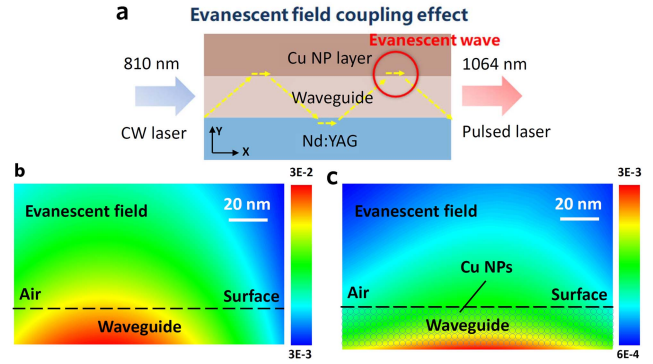 a
Evanescent field coupling effect
Evanescent wave
810 nm
Cu NP layer
1064 nm
Waveguide
CW laser
Y
X
Nd:YAG
Pulsed laser
b
3E-2
Evanescent field
20 nm
Air
Surface
Waveguide
3E-3
c
3E-3
Evanescent field
20 nm
Cu NPs
Air
Surface
Waveguide
6E-4